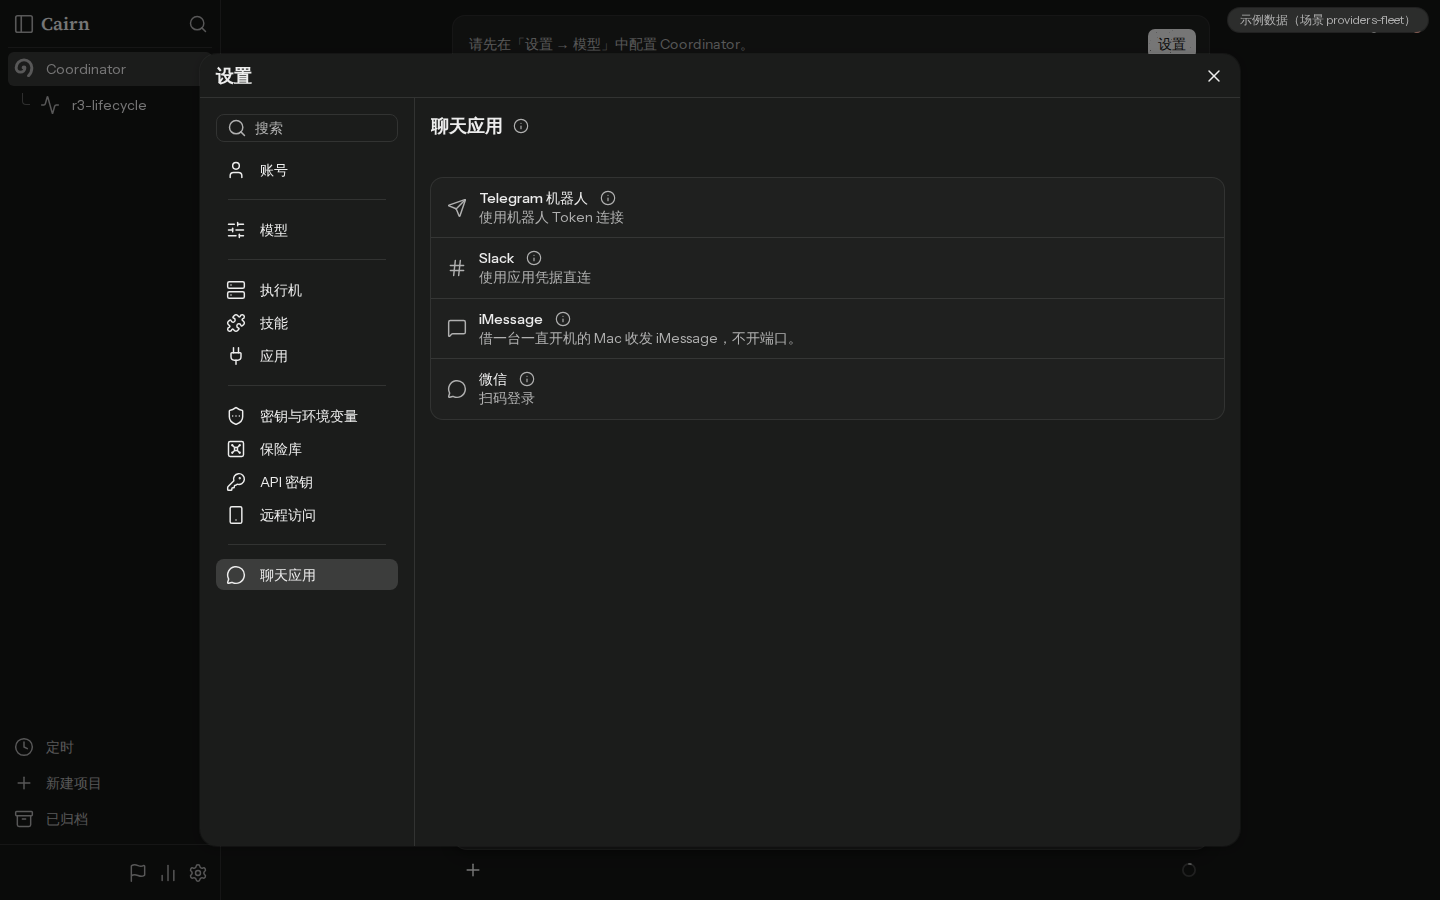 Cairn
Coordinator
r3-lifecycle
定时
新建项目
已归档
请先在「设置 → 模型」中配置 Coordinator。
设置
示例数据（场景 providers-fleet）
设置
搜索
账号
模型
执行机
技能
应用
密钥与环境变量
保险库
API 密钥
远程访问
聊天应用
聊天应用
Telegram 机器人
使用机器人 Token 连接
Slack
使用应用凭据直连
iMessage
借一台一直开机的 Mac 收发 iMessage，不开端口。
微信
扫码登录